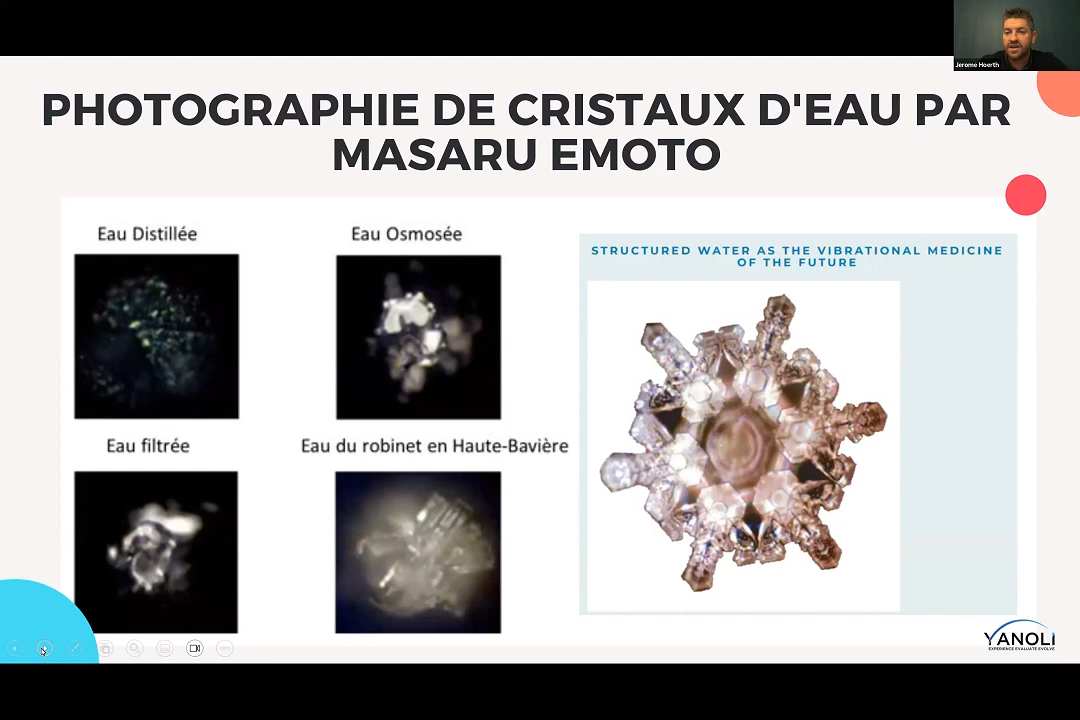 Jerome Hoerth
PHOTOGRAPHIE DE CRISTAUX D'EAU PAR
MASARU EMOTO
Eau Distillée
Eau Osmosée
STRUCTURED WATER AS THE VIBRATIONAL MEDICINE
OF THE FUTURE
Eau filtrée
Eau du robinet en Haute-Bavière
YANOLI
EXPERIENCE EVALUATE EVOLVE